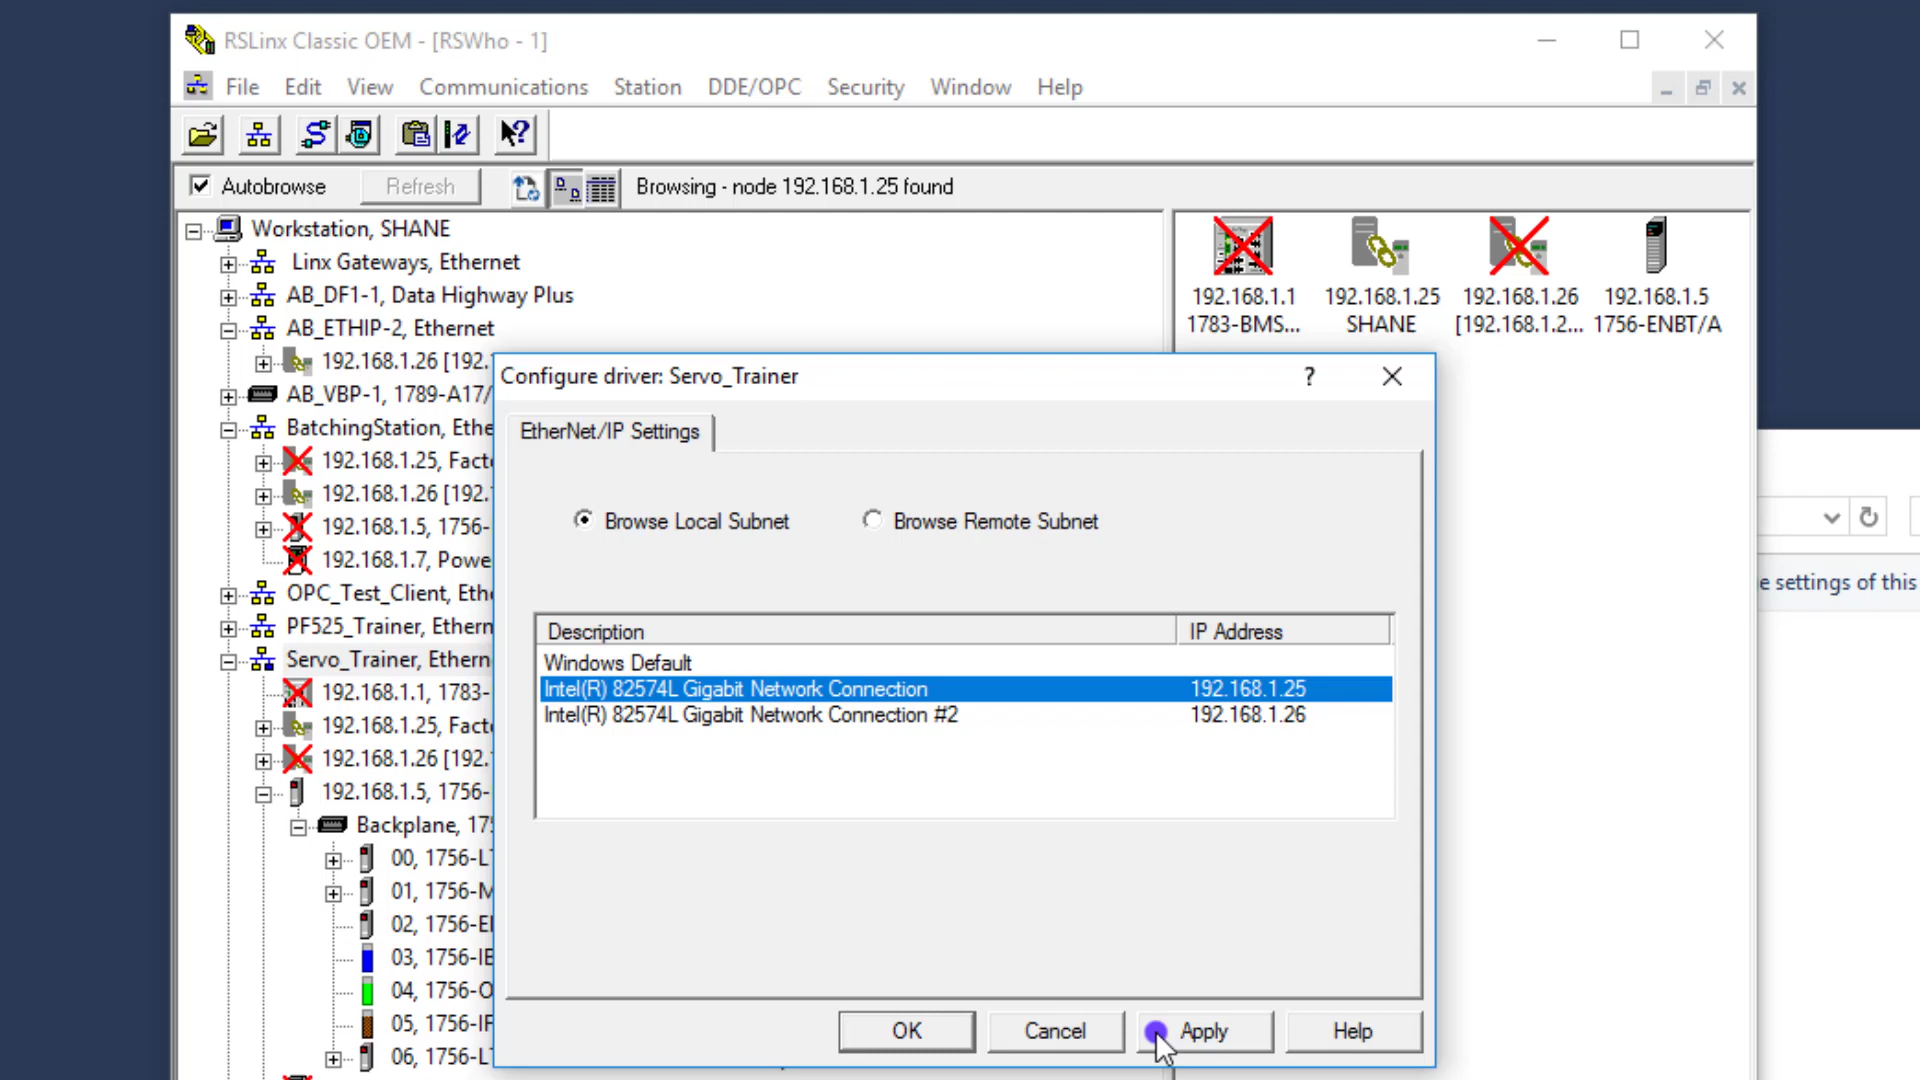 RSLinx Classic OEM - [RSWho - 1]
File Edit View Communications Station DDE/OPC Security Window Help
Autobrowse Refresh Browsing - node 192.168.1.25 found
Workstation, SHANE
Linx Gateways, Ethernet
AB_DF1-1, Data Highway Plus
AB_ETHIP-2, Ethernet
192.168.1.26 [192.
AB_VBP-1, 1789-A17/
BatchingStation, Ethe
192.168.1.25, Facto
192.168.1.26 [192.
192.168.1.5, 1756-
192.168.1.7, Powe
OPC_Test_Client, Eth
PF525_Trainer, Ethern
Servo_Trainer, Ethern
192.168.1.1, 1783-
192.168.1.25, Facto
192.168.1.26 [192.
192.168.1.5, 1756-
Backplane, 175
00, 1756-L
01, 1756-M
02, 1756-E
03, 1756-IE
04, 1756-O
05, 1756-IF
06, 1756-L
192.168.1.1 192.168.1.25 192.168.1.26 192.168.1.5
1783-BMS... SHANE [192.168.1.2... 1756-ENBT/A
Configure driver: Servo_Trainer
EtherNet/IP Settings
Browse Local Subnet Browse Remote Subnet
Description IP Address
Windows Default
Intel(R) 82574L Gigabit Network Connection 192.168.1.25
Intel(R) 82574L Gigabit Network Connection #2 192.168.1.26
OK Cancel Apply Help
e settings of this